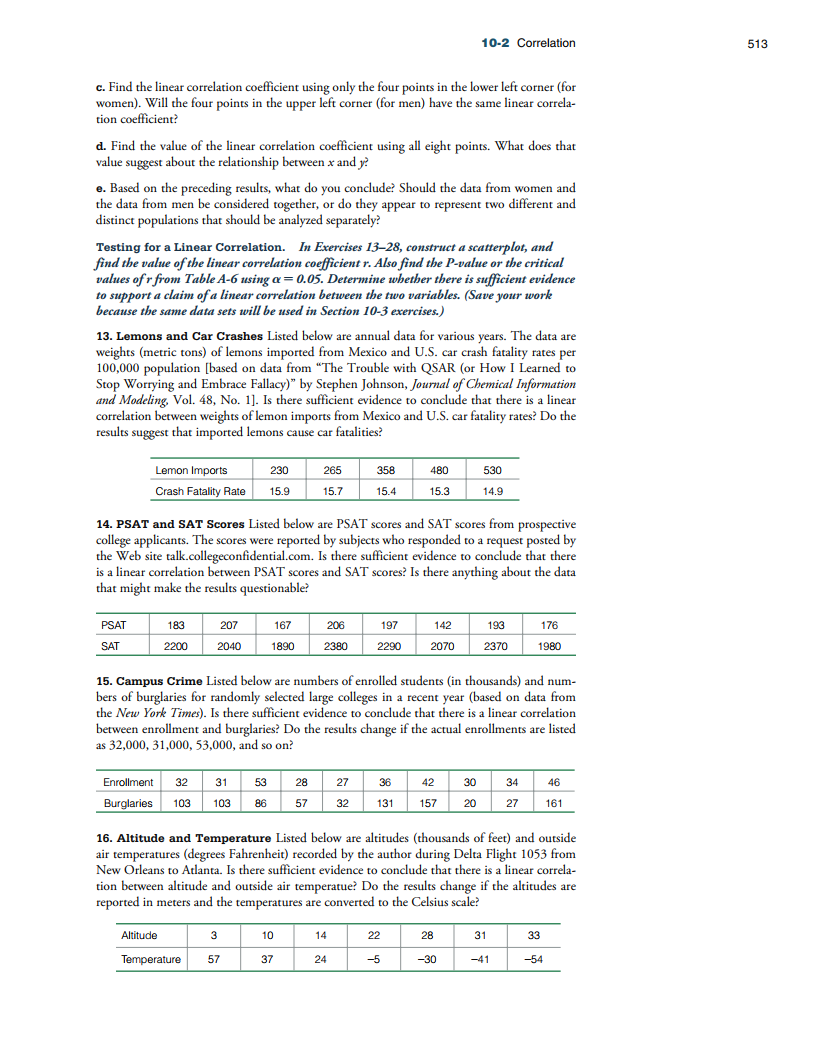 10-2 Correlation 513
c. Find the linear correlation coefficient using only the four points in the lower left corner (for
women). Will the four points in the upper left corner (for men) have the same linear correla-
tion coefficient?
d. Find the value of the linear correlation coefficient using all eight points. What does that
value suggest about the relationship between x and y?
e. Based on the preceding results, what do you conclude? Should the data from women and
the data from men be considered together, or do they appear to represent two different and
distinct populations that should be analyzed separately?
Testing for a Linear Correlation. In Exercises 13–28, construct a scatterplot, and
find the value of the linear correlation coefficient r. Also find the P-value or the critical
values of r from Table A-6 using α = 0.05. Determine whether there is sufficient evidence
to support a claim of a linear correlation between the two variables. (Save your work
because the same data sets will be used in Section 10-3 exercises.)
13. Lemons and Car Crashes Listed below are annual data for various years. The data are
weights (metric tons) of lemons imported from Mexico and U.S. car crash fatality rates per
100,000 population [based on data from “The Trouble with QSAR (or How I Learned to
Stop Worrying and Embrace Fallacy)” by Stephen Johnson, Journal of Chemical Information
and Modeling, Vol. 48, No. 1]. Is there sufficient evidence to conclude that there is a linear
correlation between weights of lemon imports from Mexico and U.S. car fatality rates? Do the
results suggest that imported lemons cause car fatalities?
Lemon Imports 230 265 358 480 530
Crash Fatality Rate 15.9 15.7 15.4 15.3 14.9
14. PSAT and SAT Scores Listed below are PSAT scores and SAT scores from prospective
college applicants. The scores were reported by subjects who responded to a request posted by
the Web site talk.collegeconfidential.com. Is there sufficient evidence to conclude that there
is a linear correlation between PSAT scores and SAT scores? Is there anything about the data
that might make the results questionable?
PSAT 183 207 167 206 197 142 193 176
SAT 2200 2040 1890 2380 2290 2070 2370 1980
15. Campus Crime Listed below are numbers of enrolled students (in thousands) and num-
bers of burglaries for randomly selected large colleges in a recent year (based on data from
the New York Times). Is there sufficient evidence to conclude that there is a linear correlation
between enrollment and burglaries? Do the results change if the actual enrollments are listed
as 32,000, 31,000, 53,000, and so on?
Enrollment 32 31 53 28 27 36 42 30 34 46
Burglaries 103 103 86 57 32 131 157 20 27 161
16. Altitude and Temperature Listed below are altitudes (thousands of feet) and outside
air temperatures (degrees Fahrenheit) recorded by the author during Delta Flight 1053 from
New Orleans to Atlanta. Is there sufficient evidence to conclude that there is a linear correla-
tion between altitude and outside air temperatue? Do the results change if the altitudes are
reported in meters and the temperatures are converted to the Celsius scale?
Altitude 3 10 14 22 28 31 33
Temperature 57 37 24 –5 –30 –41 –54